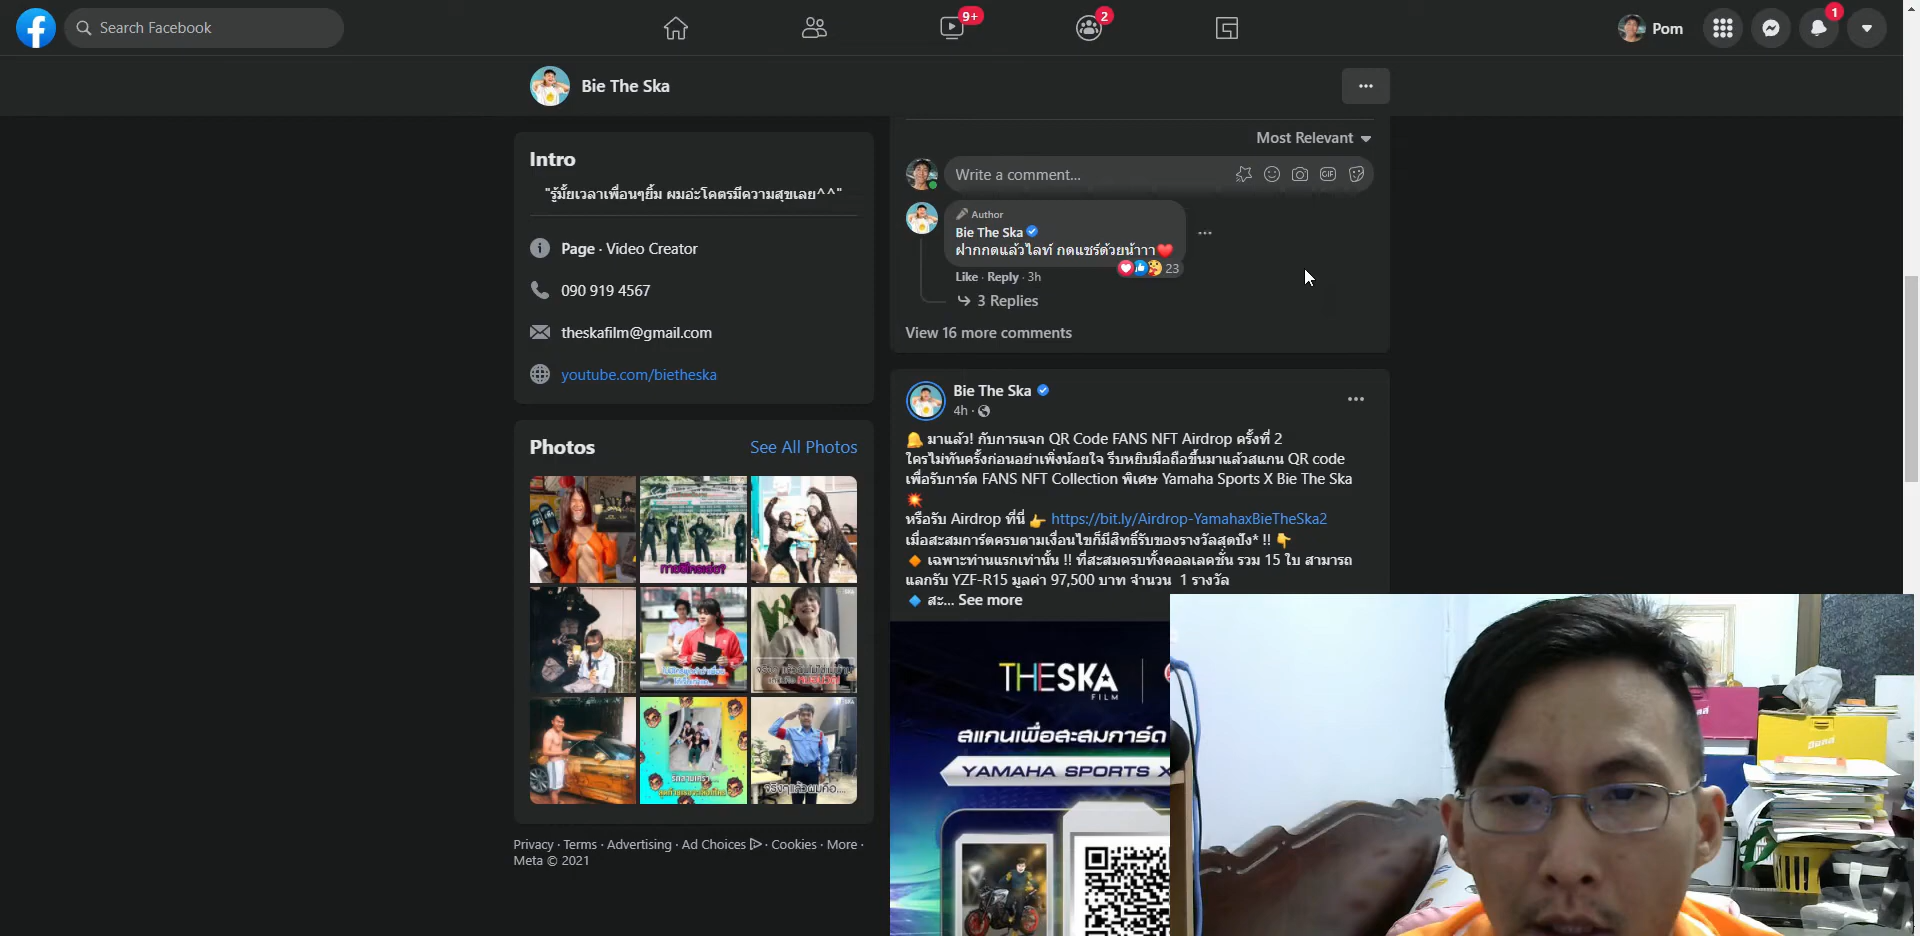 Search Facebook
9+
2
Pom
1
Bie The Ska
Intro
"รู้มั้ยเวลาเพื่อนๆยิ้ม ผมอ่ะโคตรมีความสุขเลย^^"
Page · Video Creator
090 919 4567
theskafilm@gmail.com
youtube.com/bietheska
Photos
See All Photos
Privacy · Terms · Advertising · Ad Choices · Cookies · More ·
Meta © 2021
Most Relevant
Write a comment...
GIF
Author
Bie The Ska
ฝากกดแล้วไลท์ กดแชร์ด้วยน้าาา❤️
23
Like · Reply · 3h
3 Replies
View 16 more comments
Bie The Ska
4h ·
🔔 มาแล้ว! กับการแจก QR Code FANS NFT Airdrop ครั้งที่ 2
ใครไม่ทันครั้งก่อนอย่าเพิ่งน้อยใจ รีบหยิบมือถือขึ้นมาแล้วสแกน QR code
เพื่อรับการ์ด FANS NFT Collection พิเศษ Yamaha Sports X Bie The Ska
💥
หรือรับ Airdrop ที่นี่ 👉 https://bit.ly/Airdrop-YamahaxBieTheSka2
เมื่อสะสมการ์ดครบตามเงื่อนไขก็มีสิทธิ์รับของรางวัลสุดปัง* !! 👇
🔶 เฉพาะท่านแรกเท่านั้น !! ที่สะสมครบทั้งคอลเลคชั่น รวม 15 ใบ สามารถ
แลกรับ YZF-R15 มูลค่า 97,500 บาท จำนวน 1 รางวัล
🔷 สะ... See more
THESKA
FILM
สแกนเพื่อสะสมการ์ด
YAMAHA SPORTS X